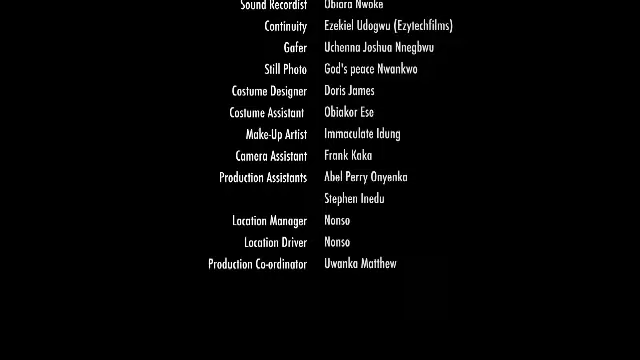 Sound Recordist Obiora Nwoke
Continuity Ezekiel Udogwu (Ezytechfilms)
Gafer Uchenna Joshua Nnegbwu
Still Photo God's peace Nwankwo
Costume Designer Doris James
Costume Assistant Obiakor Ese
Make-Up Artist Immaculate Idung
Camera Assistant Frank Kaka
Production Assistants Abel Perry Onyenka
Stephen Inedu
Location Manager Nonso
Location Driver Nonso
Production Co-ordinator Uwanka Matthew